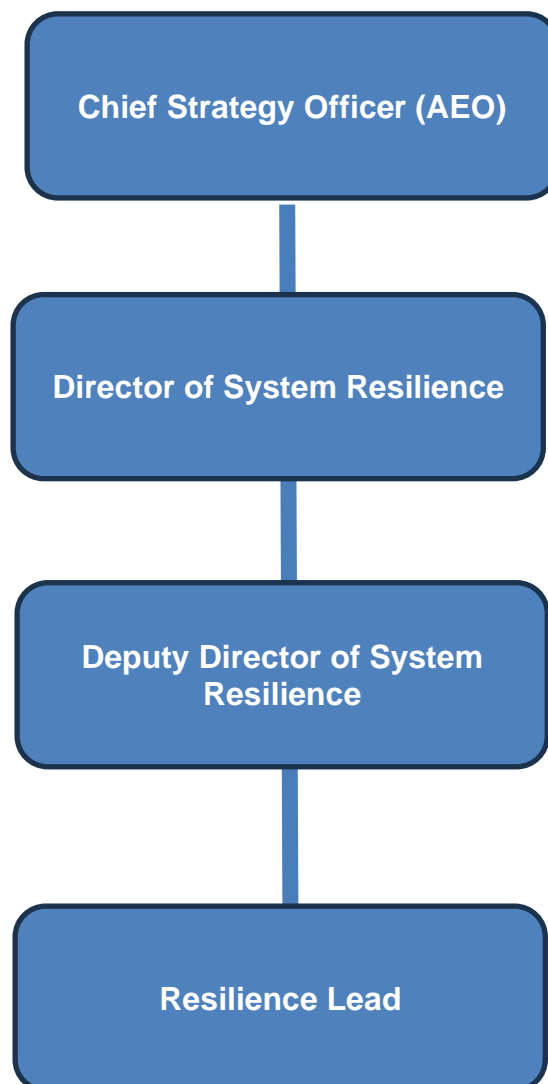 Chief Strategy Officer (AEO)
Director of System Resilience
Deputy Director of System
Resilience
Resilience Lead